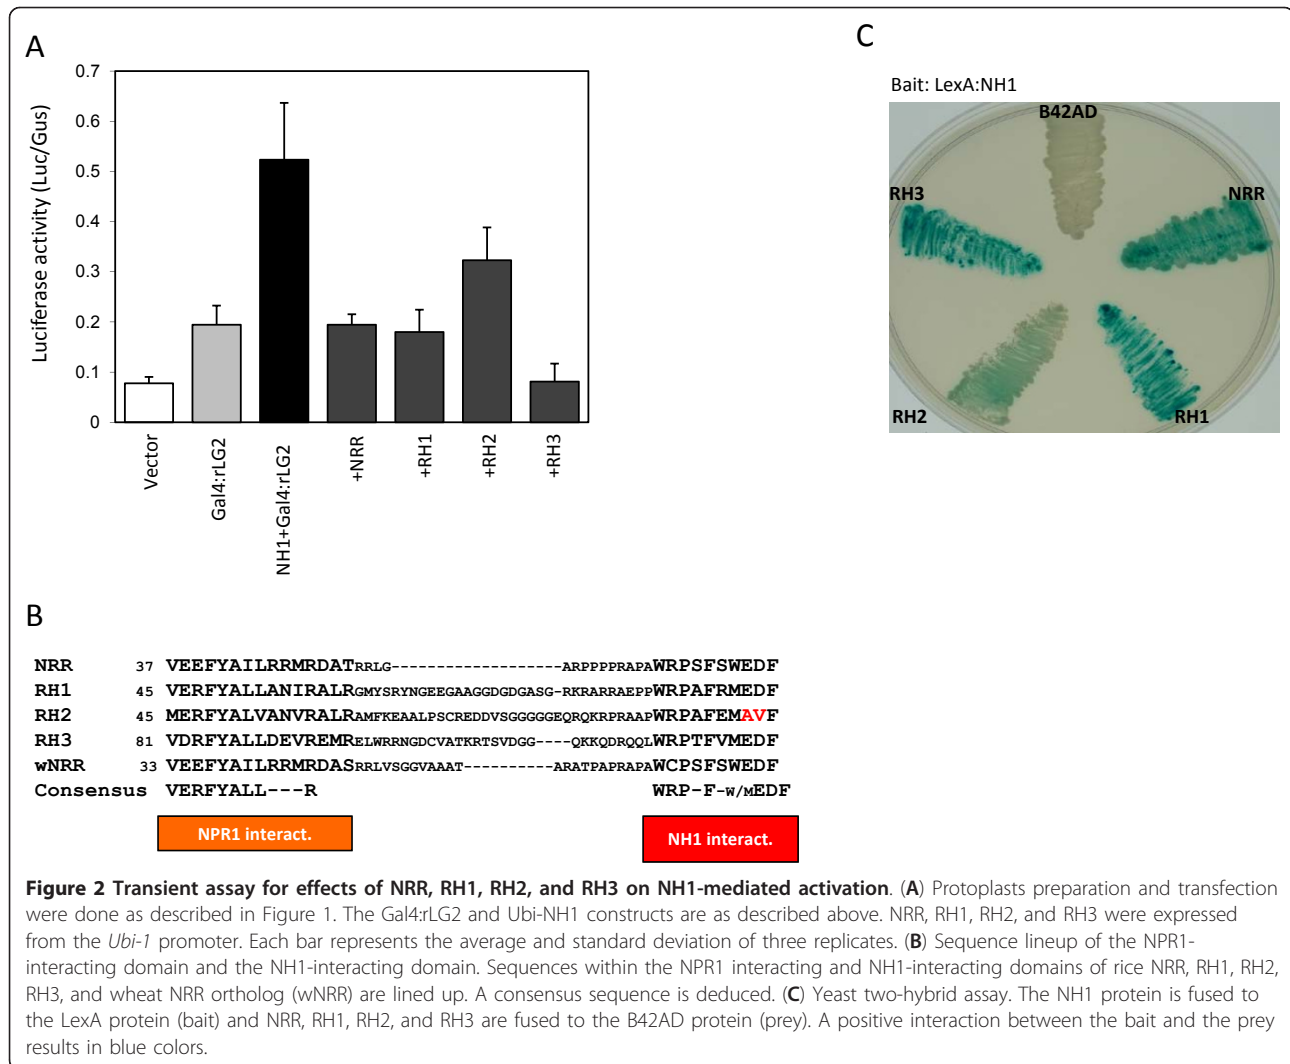 A
0.7
0.6
0.5
0.4
0.3
0.2
0.1
0
Luciferase activity (Luc/Gus)
Vector
Gal4:rLG2
NH1+Gal4:rLG2
+NRR
+RH1
+RH2
+RH3
C
Bait: LexA:NH1
B42AD
RH3
NRR
RH2
RH1
B
NRR 37 VEEFYAILRRMRDATRRLG-------------------ARPPPPRAPAWRPSFSWEDF
RH1 45 VERFYALLANIRALRGMYSRYNGEEGAAGGDGDGASG-RKRARRAEPPWRPAFRMEDF
RH2 45 MERFYALVANVRALRAMFKEAALPSCREDDVSGGGGGEQRQKRPRAAPWRPAFEMAVF
RH3 81 VDRFYALLDEVREMRELWRRNGDCVATKRTSVDGG----QKKQDRQQLWRPTFVMEDF
wNRR 33 VEEFYAILRRMRDASRRLVSGGVAAAT----------ARATPAPRAPAWCPSFSWEDF
Consensus VERFYALL---R WRP-F-W/MEDF
NPR1 interact. NH1 interact.
Figure 2 Transient assay for effects of NRR, RH1, RH2, and RH3 on NH1-mediated activation. (A) Protoplasts preparation and transfection
were done as described in Figure 1. The Gal4:rLG2 and Ubi-NH1 constructs are as described above. NRR, RH1, RH2, and RH3 were expressed
from the Ubi-1 promoter. Each bar represents the average and standard deviation of three replicates. (B) Sequence lineup of the NPR1-
interacting domain and the NH1-interacting domain. Sequences within the NPR1 interacting and NH1-interacting domains of rice NRR, RH1, RH2,
RH3, and wheat NRR ortholog (wNRR) are lined up. A consensus sequence is deduced. (C) Yeast two-hybrid assay. The NH1 protein is fused to
the LexA protein (bait) and NRR, RH1, RH2, and RH3 are fused to the B42AD protein (prey). A positive interaction between the bait and the prey
results in blue colors.